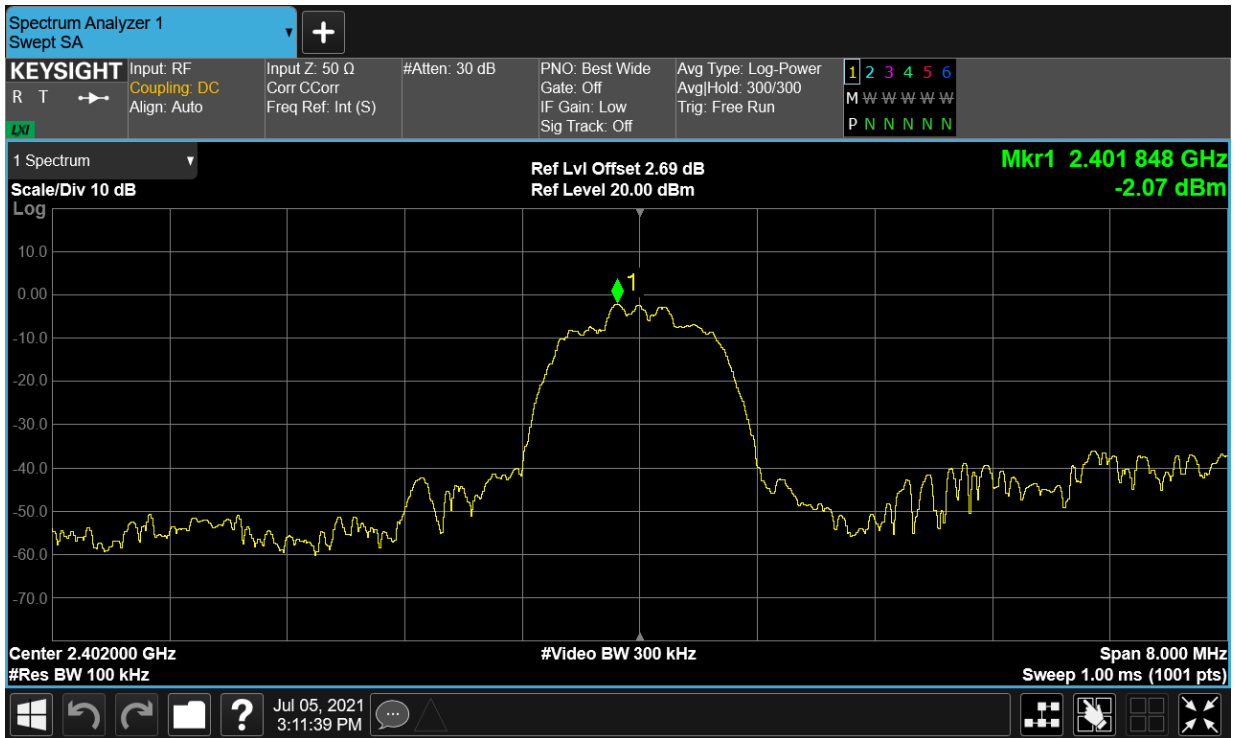 Spectrum Analyzer 1
Swept SA
KEYSIGHT
R T
LXI
Input: RF
Coupling: DC
Align: Auto
Input Z: 50 Ω
Corr CCorr
Freq Ref: Int (S)
#Atten: 30 dB
PNO: Best Wide
Gate: Off
IF Gain: Low
Sig Track: Off
Avg Type: Log-Power
Avg|Hold: 300/300
Trig: Free Run
1 2 3 4 5 6
M W W W W W
P N N N N N
1 Spectrum
Scale/Div 10 dB
Log
Ref Lvl Offset 2.69 dB
Ref Level 20.00 dBm
Mkr1 2.401 848 GHz
-2.07 dBm
10.0
0.00
-10.0
-20.0
-30.0
-40.0
-50.0
-60.0
-70.0
1
Center 2.402000 GHz
#Res BW 100 kHz
#Video BW 300 kHz
Span 8.000 MHz
Sweep 1.00 ms (1001 pts)
?
Jul 05, 2021
3:11:39 PM